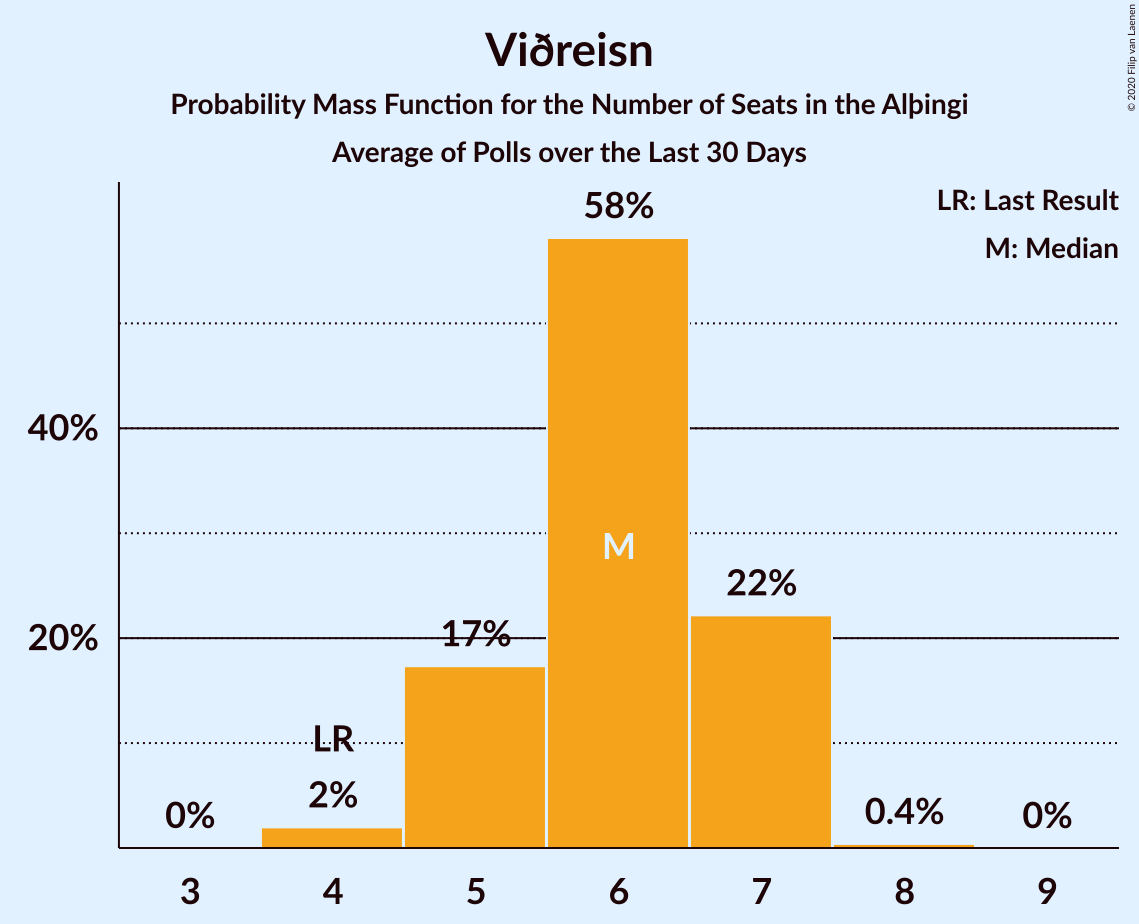 Viðreisn
Probability Mass Function for the Number of Seats in the Alþingi
Average of Polls over the Last 30 Days
© 2020 Filip van Laenen
LR: Last Result
M: Median
58%
40%
M
22%
20%
17%
LR
2%
0%
0.4%
0%
3 4 5 6 7 8 9